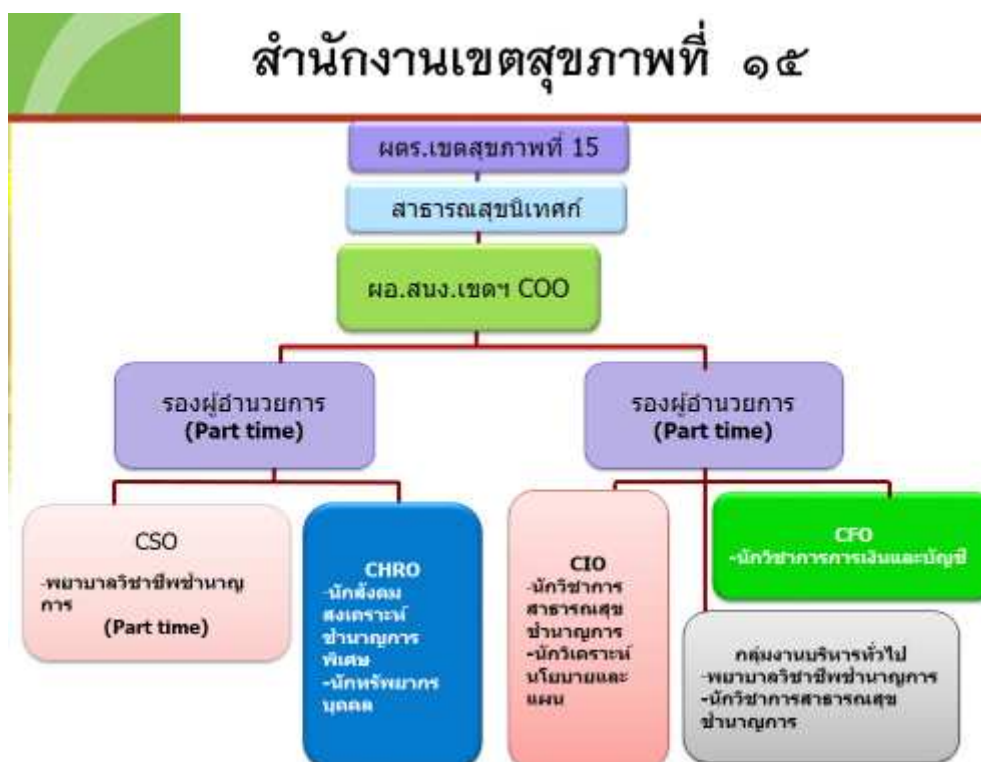 สำนักงานเขตสุขภาพที่ ๑๕
ผตร.เขตสุขภาพที่ 15
สาธารณสุขนิเทศก์
ผอ.สนง.เขตฯ COO
รองผู้อำนวยการ
(Part time)
รองผู้อำนวยการ
(Part time)
CSO
-พยาบาลวิชาชีพชำนาญ
การ
(Part time)
CHRO
-นักสังคม
สงเคราะห์
ชำนาญการ
พิเศษ
-นักทรัพยากร
บุคคล
CIO
-นักวิชาการ
สาธารณสุข
ชำนาญการ
-นักวิเคราะห์
นโยบายและ
แผน
CFO
-นักวิชาการการเงินและบัญชี
กลุ่มงานบริหารทั่วไป
-พยาบาลวิชาชีพชำนาญการ
-นักวิชาการสาธารณสุข
ชำนาญการ